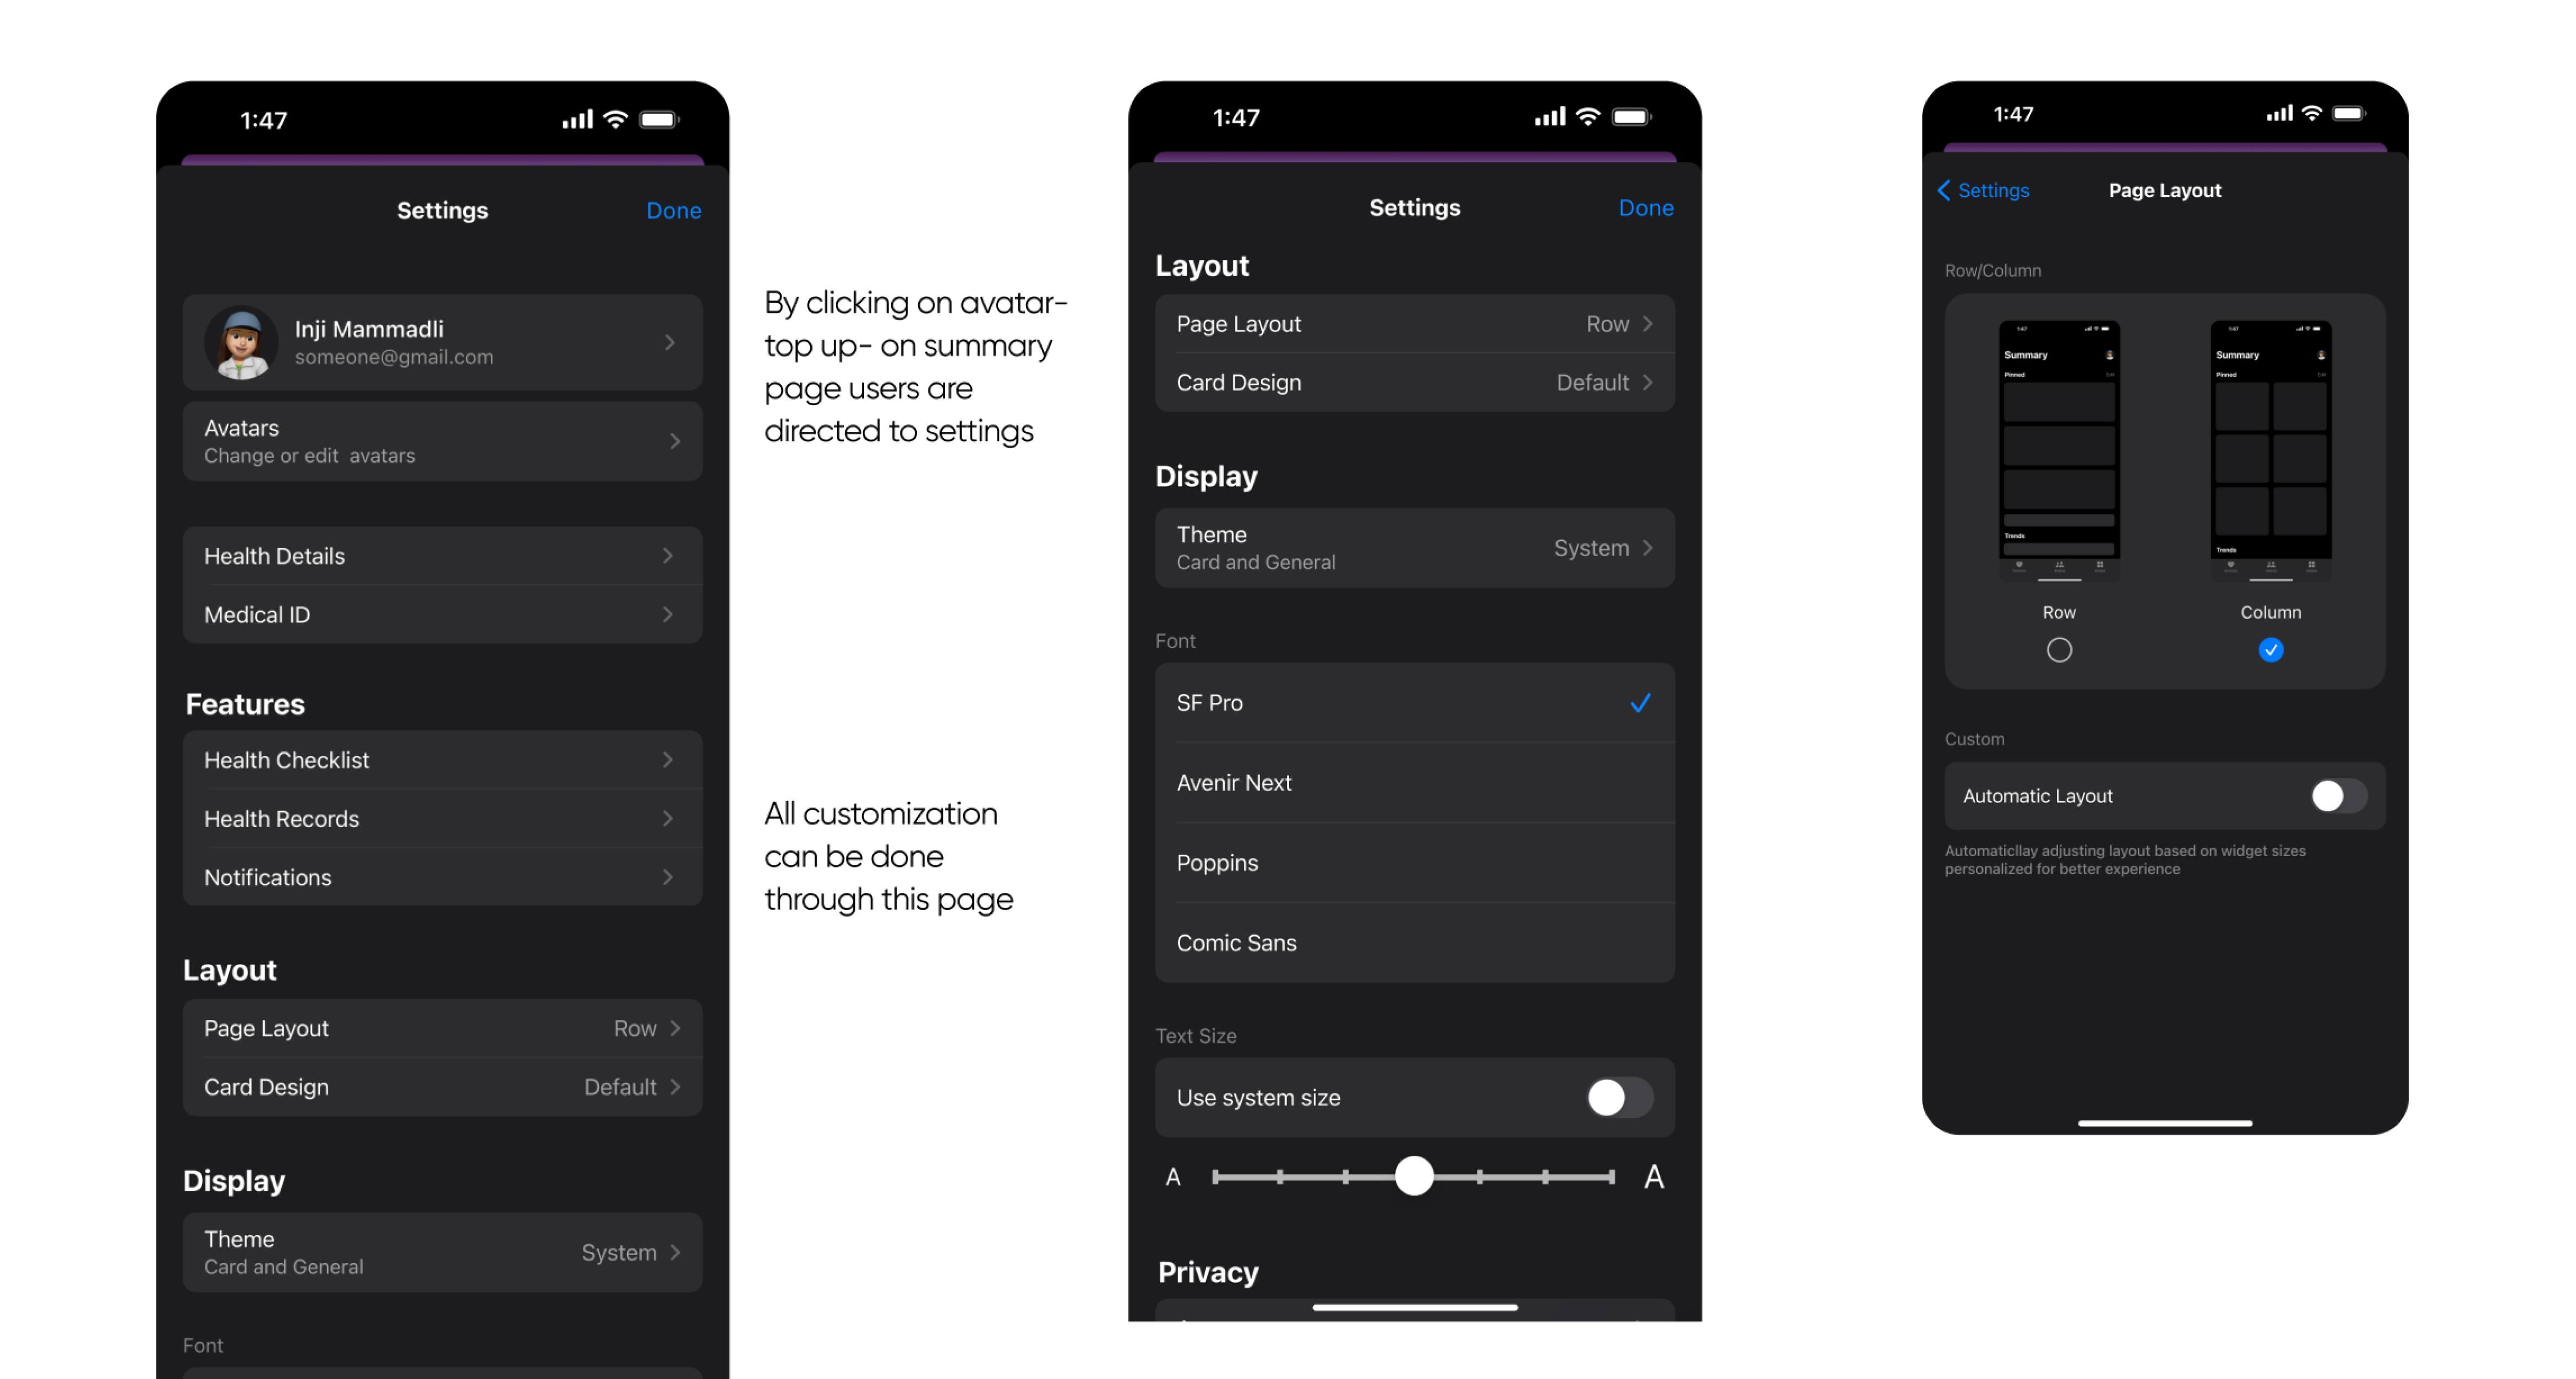 1:47
Settings
Done
Inji Mammadli
someone@gmail.com
Avatars
Change or edit avatars
Health Details
Medical ID
Features
Health Checklist
Health Records
Notifications
Layout
Page Layout Row
Card Design Default
Display
Theme
Card and General
System
Font
By clicking on avatar-
top up- on summary
page users are
directed to settings
All customization
can be done
through this page
1:47
Settings
Done
Layout
Page Layout Row
Card Design Default
Display
Theme
Card and General
System
Font
SF Pro
Avenir Next
Poppins
Comic Sans
Text Size
Use system size
A A
Privacy
1:47
Settings
Page Layout
Row/Column
1:47
Summary
Pinned Edit
Trends
1:47
Summary
Pinned Edit
Trends
Row
Column
Custom
Automatic Layout
Automaticllay adjusting layout based on widget sizes
personalized for better experience